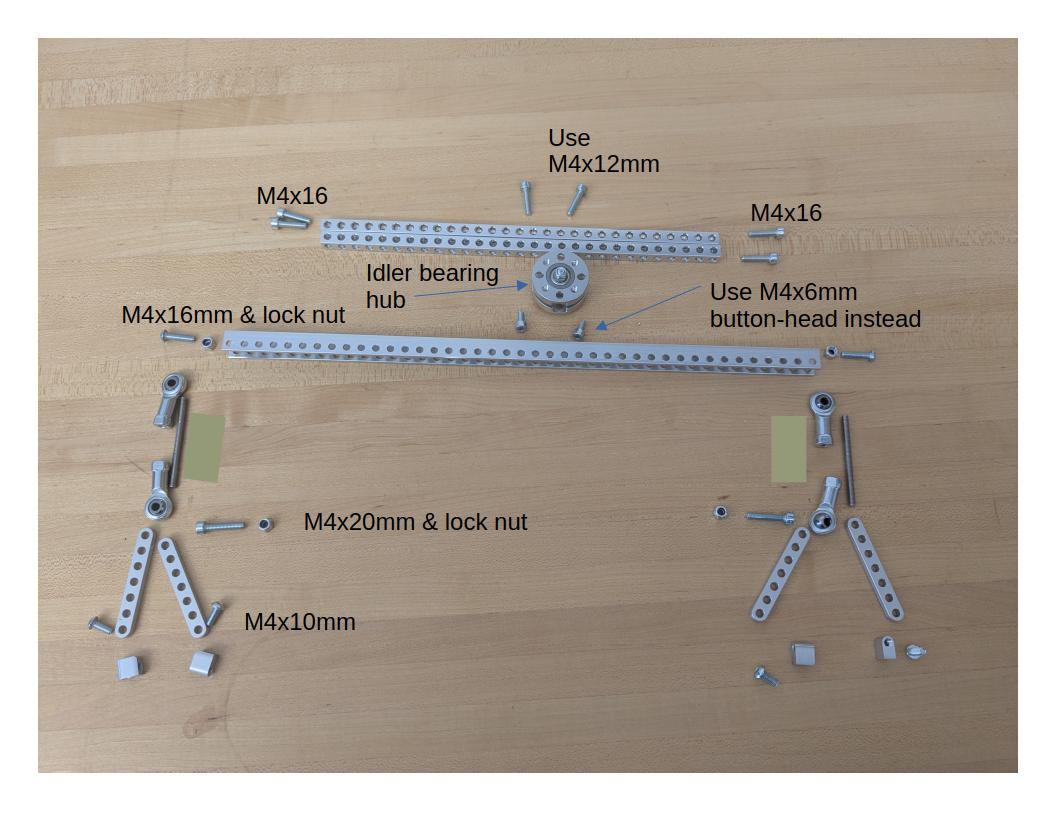 Use
M4x12mm
M4x16
M4x16
Idler bearing
hub
Use M4x6mm
button-head instead
M4x16mm & lock nut
M4x20mm & lock nut
M4x10mm